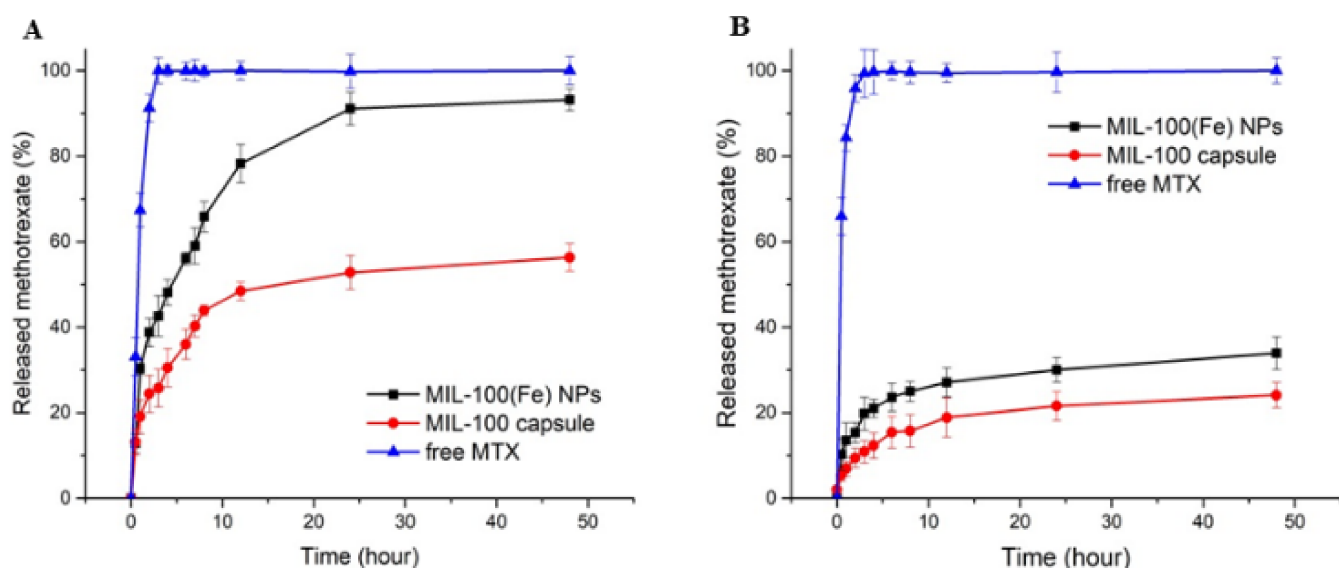 A
Released methotrexate (%)
100
80
60
40
20
0
MIL-100(Fe) NPs
MIL-100 capsule
free MTX
0
10
20
30
40
50
Time (hour)
B
Released methotrexate (%)
100
80
60
40
20
0
MIL-100(Fe) NPs
MIL-100 capsule
free MTX
0
10
20
30
40
50
Time (hour)